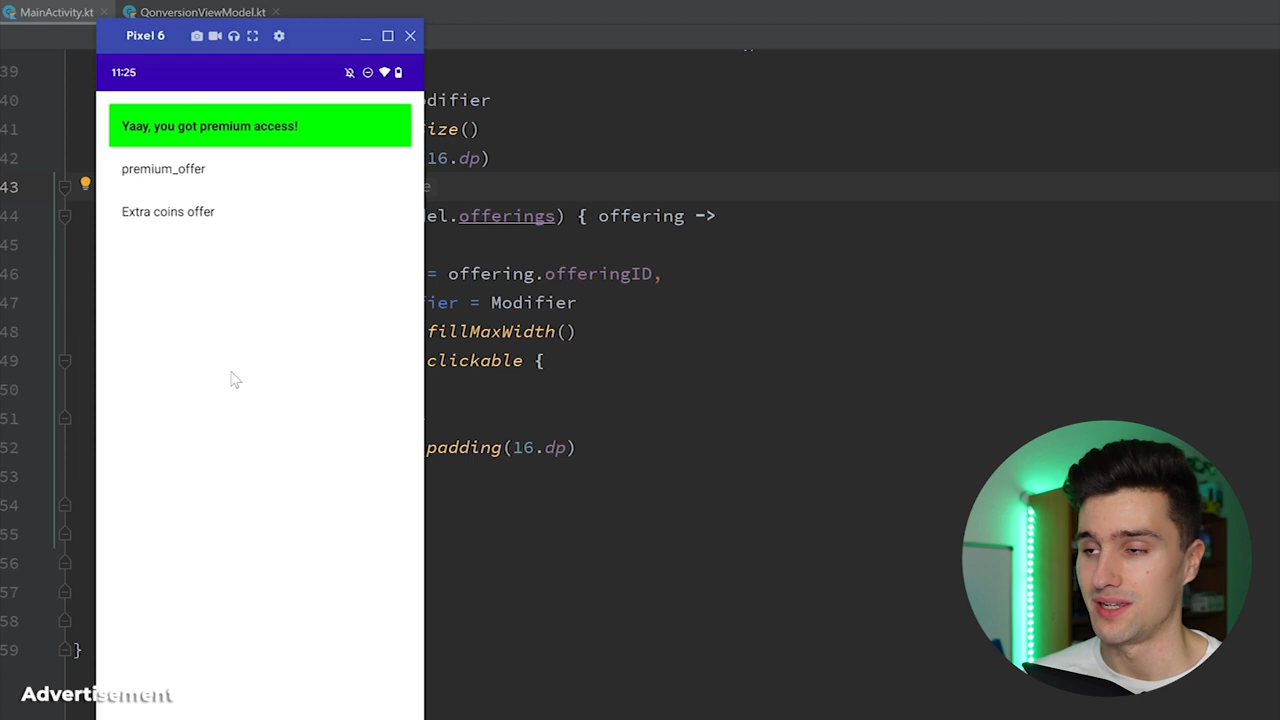 MainActivity.kt
QonversionViewModel.kt
Pixel 6
11:25
Yaay, you got premium access!
premium_offer
Extra coins offer
39
40 odifier
41 ize()
42 16.dp)
43 e
44 el.offerings) { offering ->
45
46 = offering.offeringID,
47 fier = Modifier
48 fillMaxWidth()
49 clickable {
50
51
52 padding(16.dp)
53
54
55
56
57
58
59 }
Advertisement